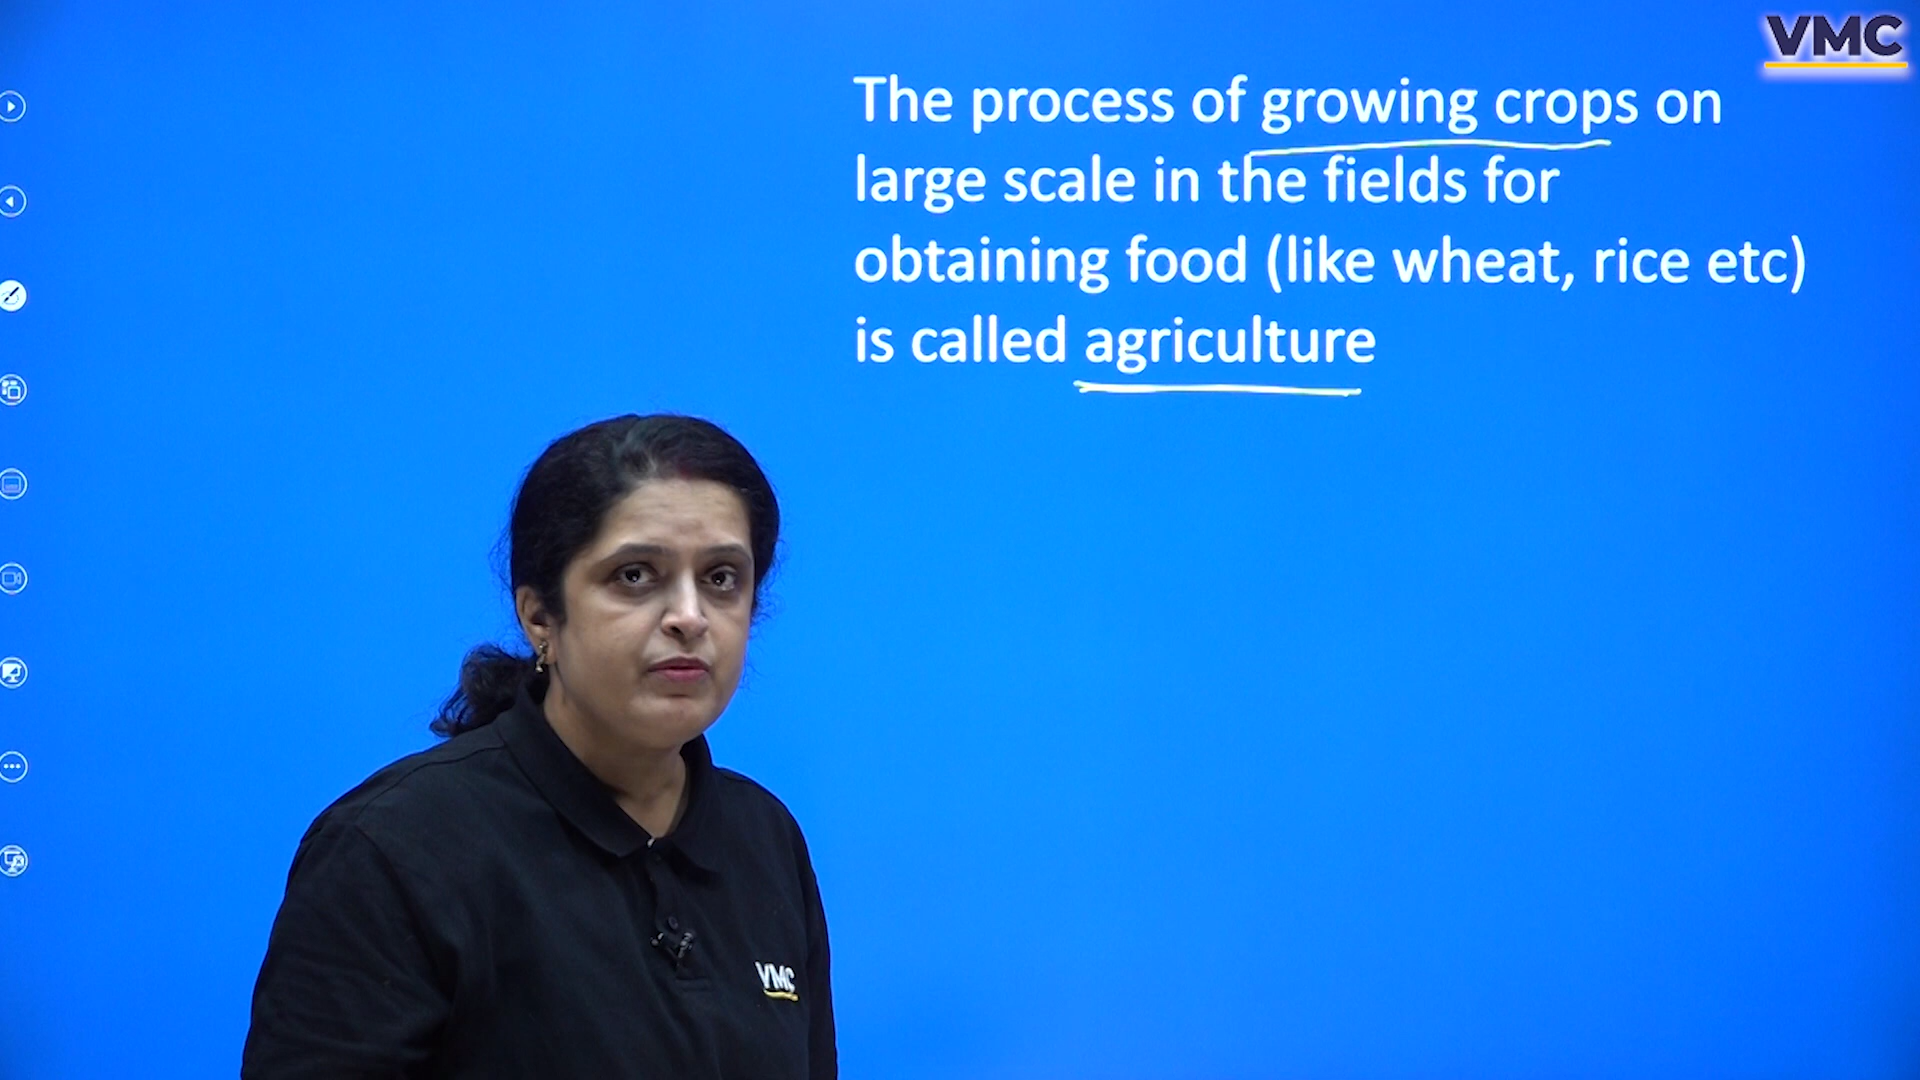 VMC
The process of growing crops on
large scale in the fields for
obtaining food (like wheat, rice etc)
is called agriculture
VMC